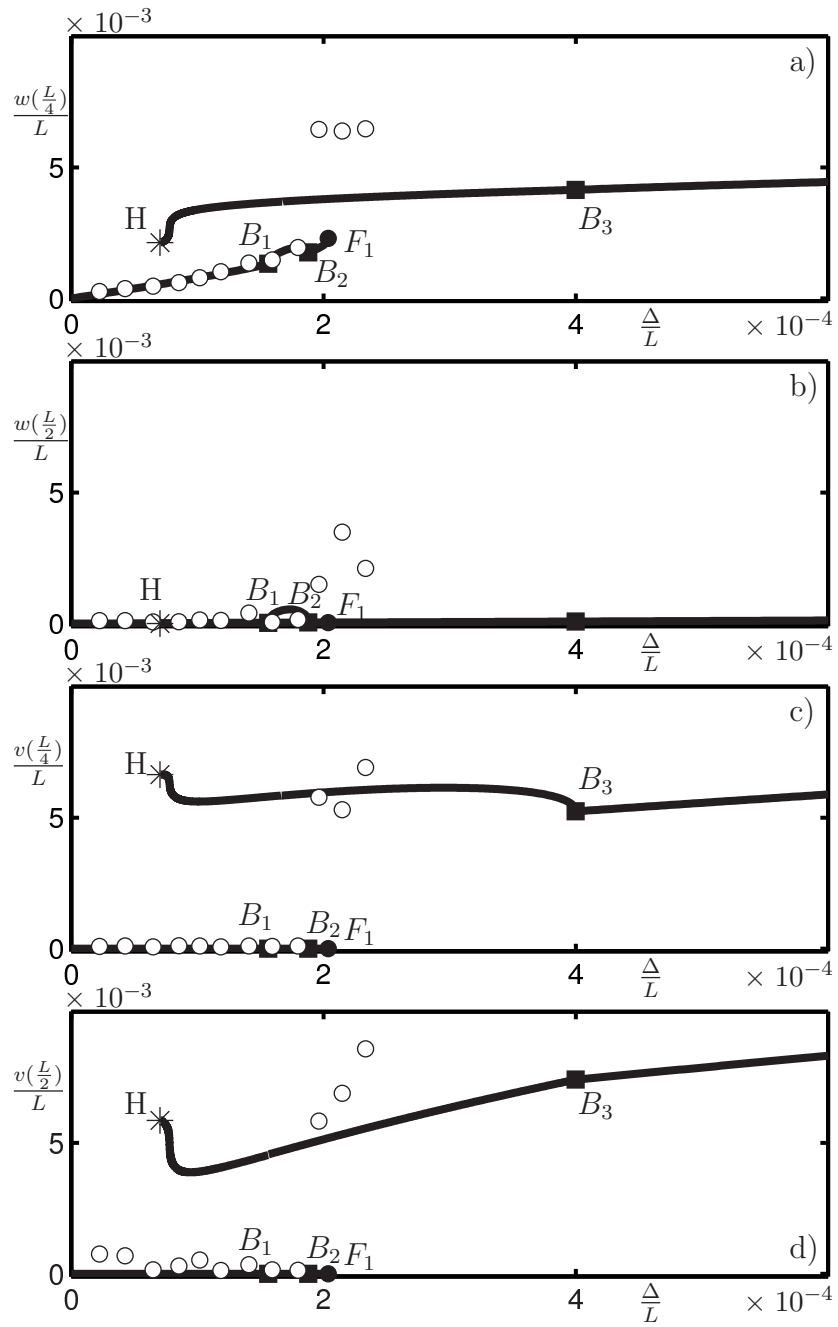 × 10⁻³
a)
w(L/4)/L
5
H
B₁
F₁
B₂
B₃
0
0 2 4 Δ/L × 10⁻⁴
× 10⁻³
b)
w(L/2)/L
5
H
B₁ B₂ F₁
0
0 2 4 Δ/L × 10⁻⁴
× 10⁻³
c)
v(L/4)/L
H
B₃
5
B₁ B₂ F₁
0
0 2 4 Δ/L × 10⁻⁴
× 10⁻³
v(L/2)/L
H
B₃
5
B₁ B₂ F₁ d)
0
0 2 4 Δ/L × 10⁻⁴